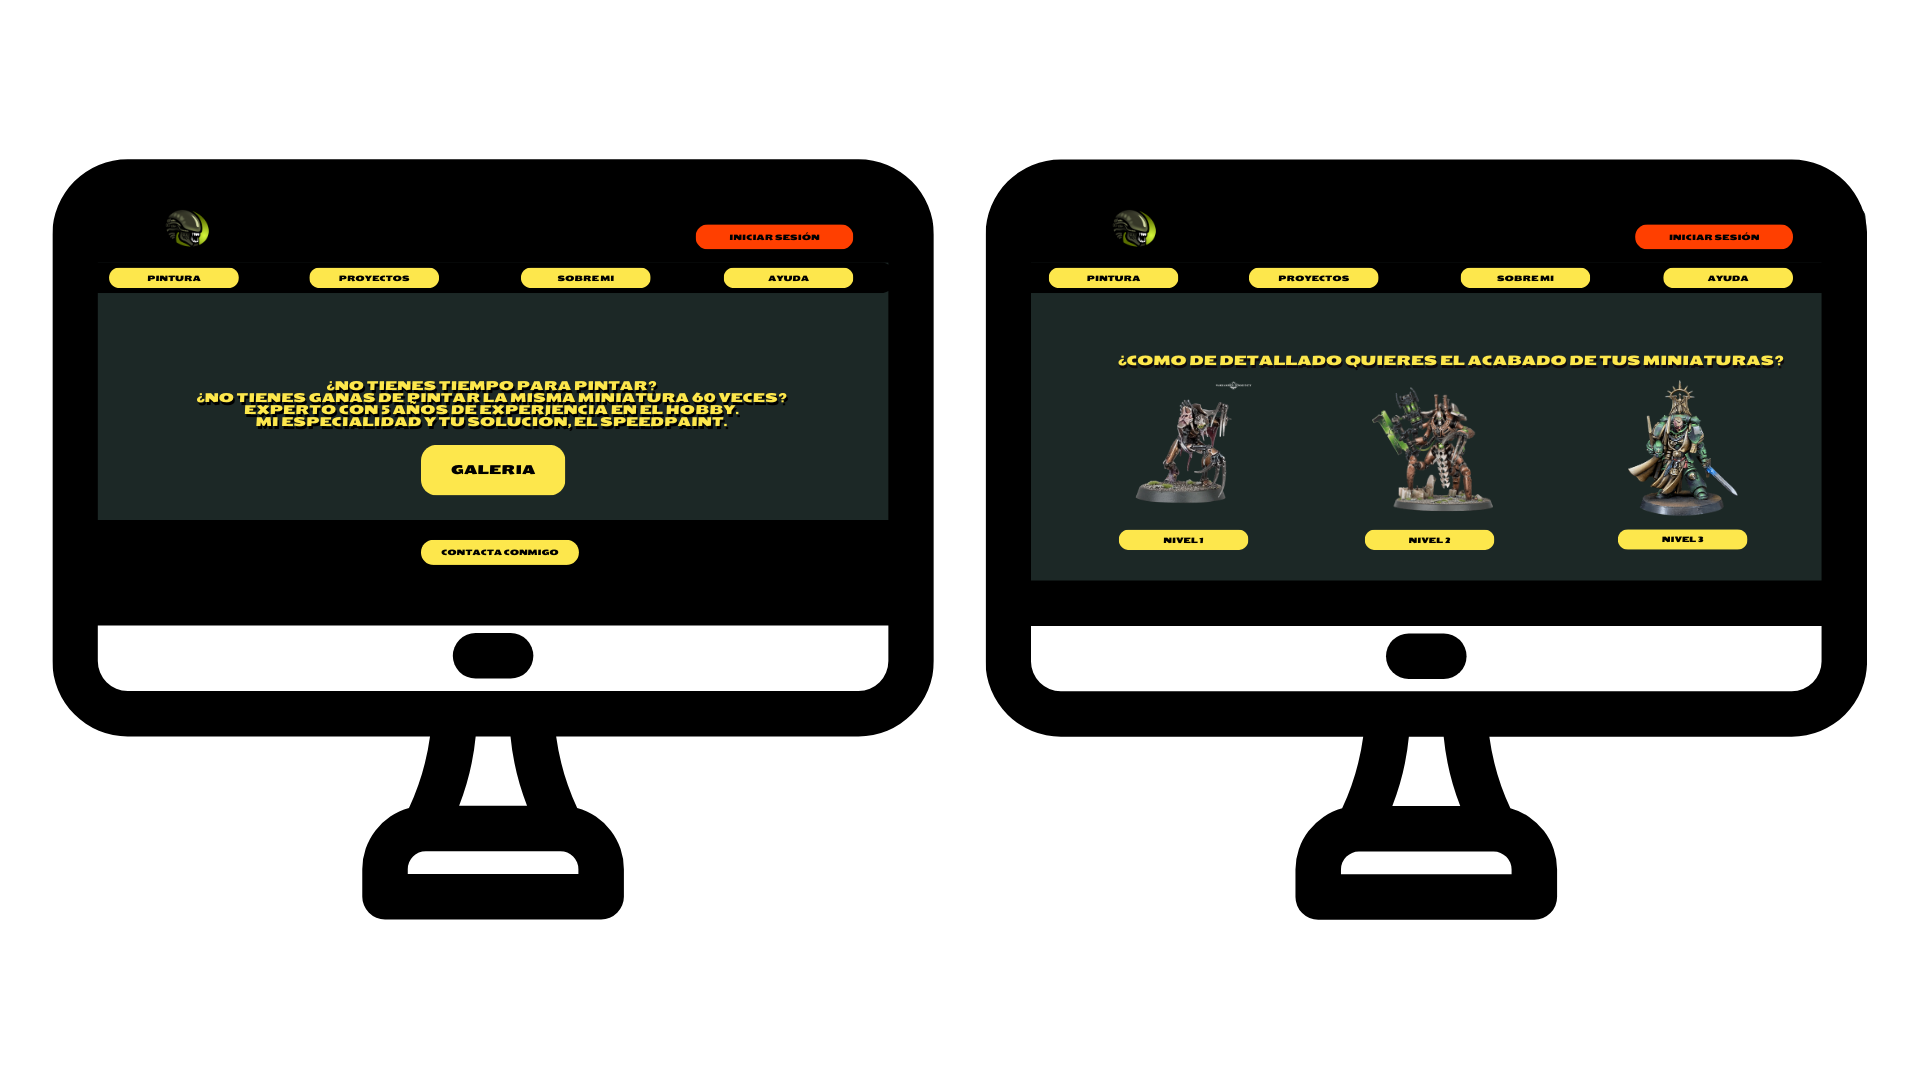 INICIAR SESIÓN
PINTURA
PROYECTOS
SOBRE MI
AYUDA
¿NO TIENES TIEMPO PARA PINTAR?
¿NO TIENES GANAS DE PINTAR LA MISMA MINIATURA 60 VECES?
EXPERTO CON 5 AÑOS DE EXPERIENCIA EN EL HOBBY.
MI ESPECIALIDAD Y TU SOLUCIÓN, EL SPEEDPAINT.
GALERIA
CONTACTA CONMIGO
INICIAR SESIÓN
PINTURA
PROYECTOS
SOBRE MI
AYUDA
¿COMO DE DETALLADO QUIERES EL ACABADO DE TUS MINIATURAS?
NIVEL 1
NIVEL 2
NIVEL 3